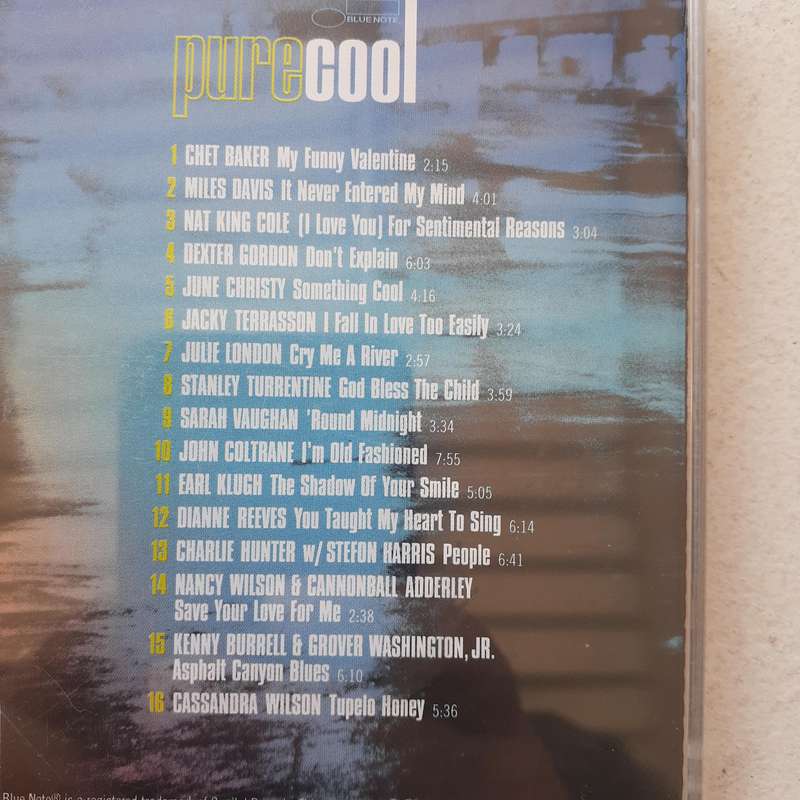 BLUE NOTE
purecool
1 CHET BAKER My Funny Valentine 2:15
2 MILES DAVIS It Never Entered My Mind 4:01
3 NAT KING COLE (I Love You) For Sentimental Reasons 3:04
4 DEXTER GORDON Don't Explain 6:03
5 JUNE CHRISTY Something Cool 4:16
6 JACKY TERRASSON I Fall In Love Too Easily 3:24
7 JULIE LONDON Cry Me A River 2:57
8 STANLEY TURRENTINE God Bless The Child 3:59
9 SARAH VAUGHAN 'Round Midnight 3:34
10 JOHN COLTRANE I'm Old Fashioned 7:55
11 EARL KLUGH The Shadow Of Your Smile 5:05
12 DIANNE REEVES You Taught My Heart To Sing 6:14
13 CHARLIE HUNTER w/ STEFON HARRIS People 6:41
14 NANCY WILSON & CANNONBALL ADDERLEY
Save Your Love For Me 2:38
15 KENNY BURRELL & GROVER WASHINGTON, JR.
Asphalt Canyon Blues 6:10
16 CASSANDRA WILSON Tupelo Honey 5:36
Blue Note® is a registered trademark of